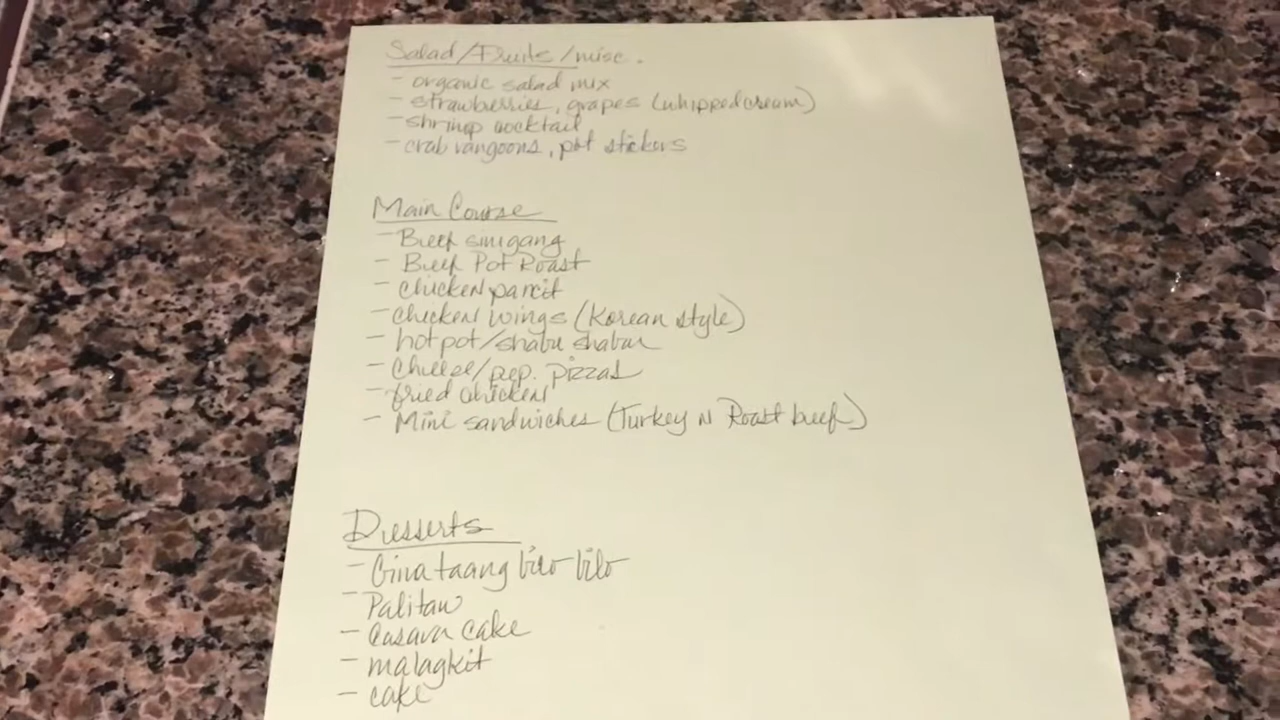 Salad/Fruits/misc.
- organic salad mix
- strawberries, grapes (whipped cream)
- shrimp cocktail
- crab rangoons, pot stickers
Main Course
- Beef sinigang
- Beef Pot Roast
- chicken pancit
- chicken wings (Korean style)
- hot pot/shabu shabu
- Cheese/pep. pizzas
- fried chicken
- Mini sandwiches (Turkey N Roast beef)
Desserts
- Ginataang bilo bilo
- Palitaw
- Casava cake
- malagkit
- cake